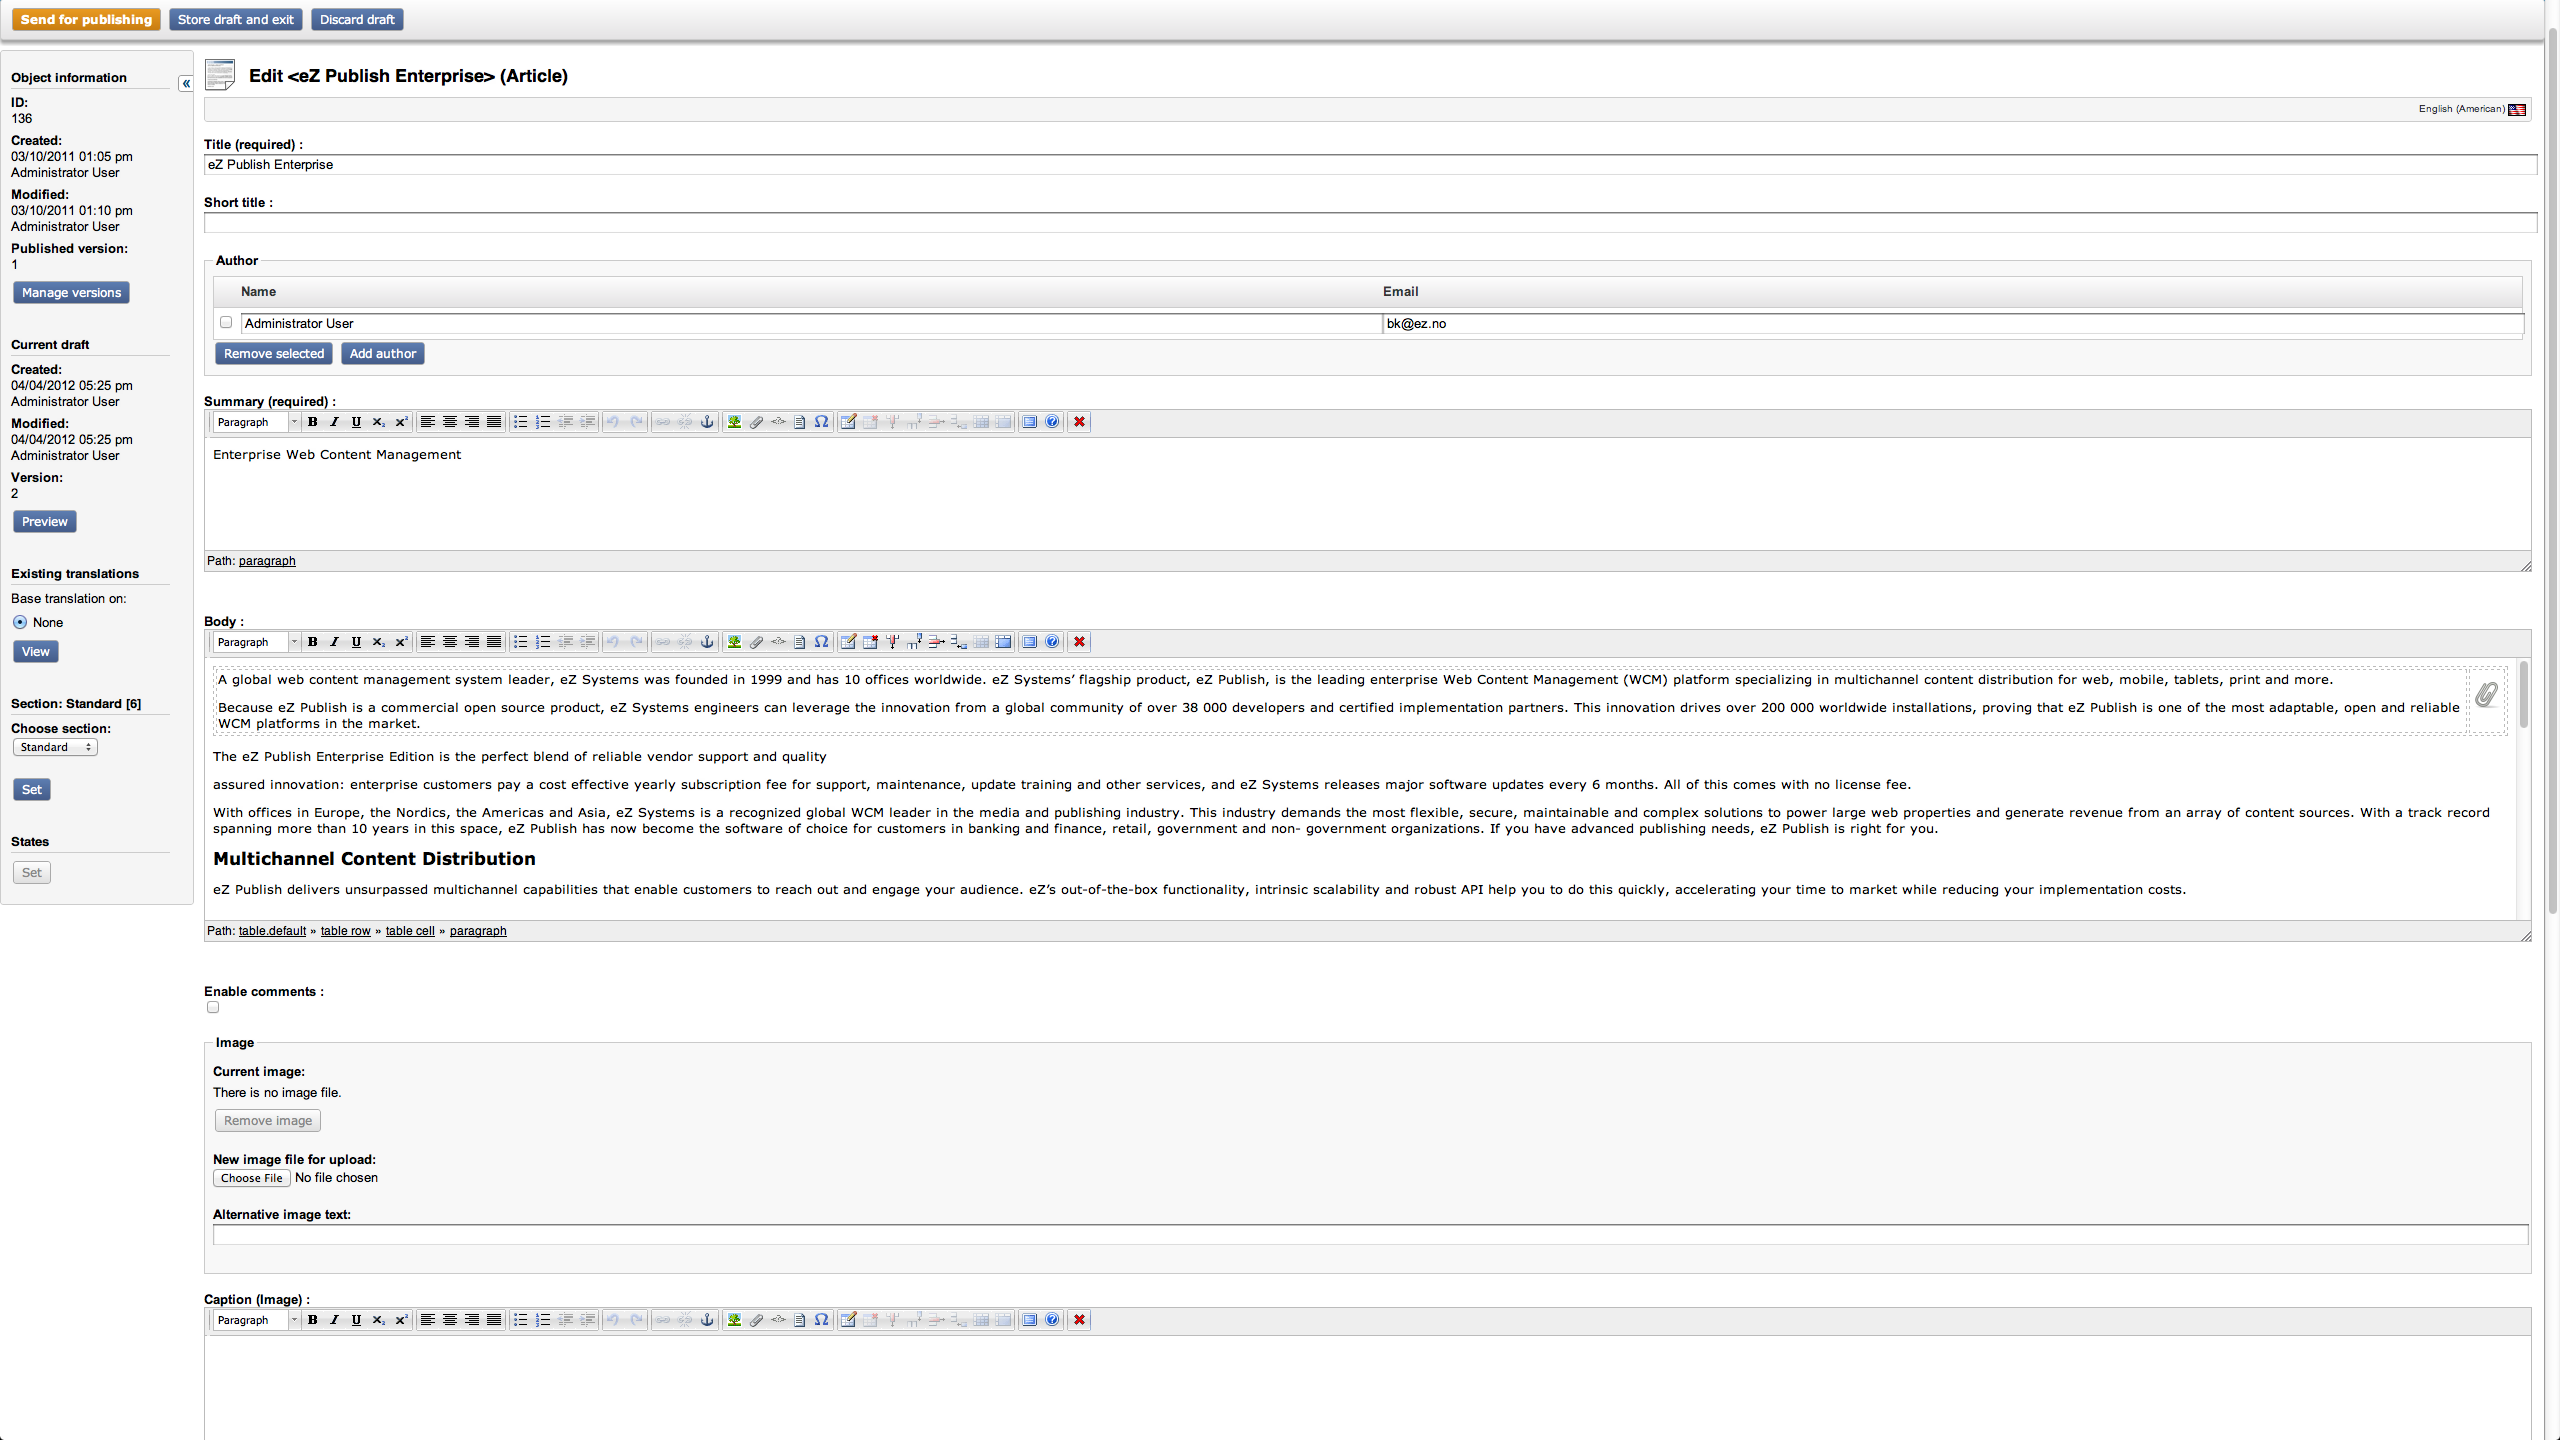 Send for publishing Store draft and exit Discard draft
Object information
«
ID:
136
Created:
03/10/2011 01:05 pm
Administrator User
Modified:
03/10/2011 01:10 pm
Administrator User
Published version:
1
Manage versions
Current draft
Created:
04/04/2012 05:25 pm
Administrator User
Modified:
04/04/2012 05:25 pm
Administrator User
Version:
2
Preview
Existing translations
Base translation on:
None
View
Section: Standard [6]
Choose section:
Standard
Set
States
Set
Edit <eZ Publish Enterprise> (Article)
English (American)
Title (required) :
eZ Publish Enterprise
Short title :
Author
Name Email
Administrator User bk@ez.no
Remove selected Add author
Summary (required) :
Paragraph B I U x₂ x² Ω
Enterprise Web Content Management
Path: paragraph
Body :
Paragraph B I U x₂ x² Ω
A global web content management system leader, eZ Systems was founded in 1999 and has 10 offices worldwide. eZ Systems’ flagship product, eZ Publish, is the leading enterprise Web Content Management (WCM) platform specializing in multichannel content distribution for web, mobile, tablets, print and more.
Because eZ Publish is a commercial open source product, eZ Systems engineers can leverage the innovation from a global community of over 38 000 developers and certified implementation partners. This innovation drives over 200 000 worldwide installations, proving that eZ Publish is one of the most adaptable, open and reliable
WCM platforms in the market.
The eZ Publish Enterprise Edition is the perfect blend of reliable vendor support and quality
assured innovation: enterprise customers pay a cost effective yearly subscription fee for support, maintenance, update training and other services, and eZ Systems releases major software updates every 6 months. All of this comes with no license fee.
With offices in Europe, the Nordics, the Americas and Asia, eZ Systems is a recognized global WCM leader in the media and publishing industry. This industry demands the most flexible, secure, maintainable and complex solutions to power large web properties and generate revenue from an array of content sources. With a track record
spanning more than 10 years in this space, eZ Publish has now become the software of choice for customers in banking and finance, retail, government and non- government organizations. If you have advanced publishing needs, eZ Publish is right for you.
Multichannel Content Distribution
eZ Publish delivers unsurpassed multichannel capabilities that enable customers to reach out and engage your audience. eZ’s out-of-the-box functionality, intrinsic scalability and robust API help you to do this quickly, accelerating your time to market while reducing your implementation costs.
Path: table.default » table row » table cell » paragraph
Enable comments :
Image
Current image:
There is no image file.
Remove image
New image file for upload:
Choose File No file chosen
Alternative image text:
Caption (Image) :
Paragraph B I U x₂ x² Ω